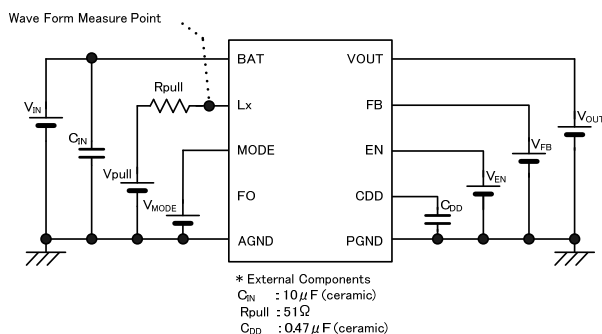 Wave Form Measure Point
BAT
VOUT
Rpull
Lx
FB
VIN
VOUT
CIN
MODE
EN
VFB
Vpull
VEN
FO
CDD
VMODE
CDD
AGND
PGND
* External Components
CIN : 10μF (ceramic)
Rpull : 51Ω
CDD : 0.47μF (ceramic)